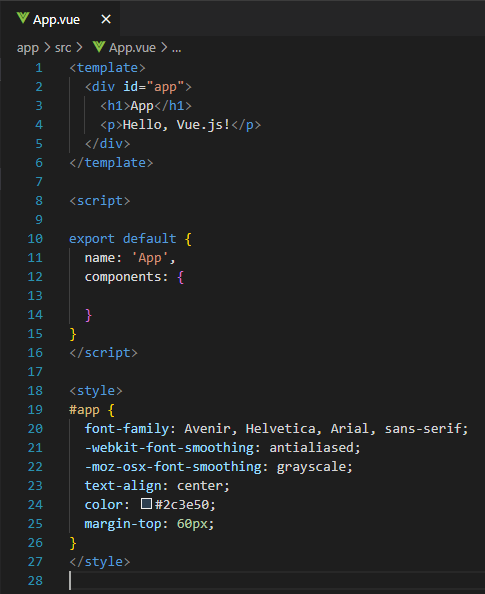 App.vue ×
app > src > App.vue > ...
1 <template>
2   <div id="app">
3     <h1>App</h1>
4     <p>Hello, Vue.js!</p>
5   </div>
6 </template>
7
8 <script>
9
10 export default {
11   name: 'App',
12   components: {
13
14   }
15 }
16 </script>
17
18 <style>
19 #app {
20   font-family: Avenir, Helvetica, Arial, sans-serif;
21   -webkit-font-smoothing: antialiased;
22   -moz-osx-font-smoothing: grayscale;
23   text-align: center;
24   color: #2c3e50;
25   margin-top: 60px;
26 }
27 </style>
28